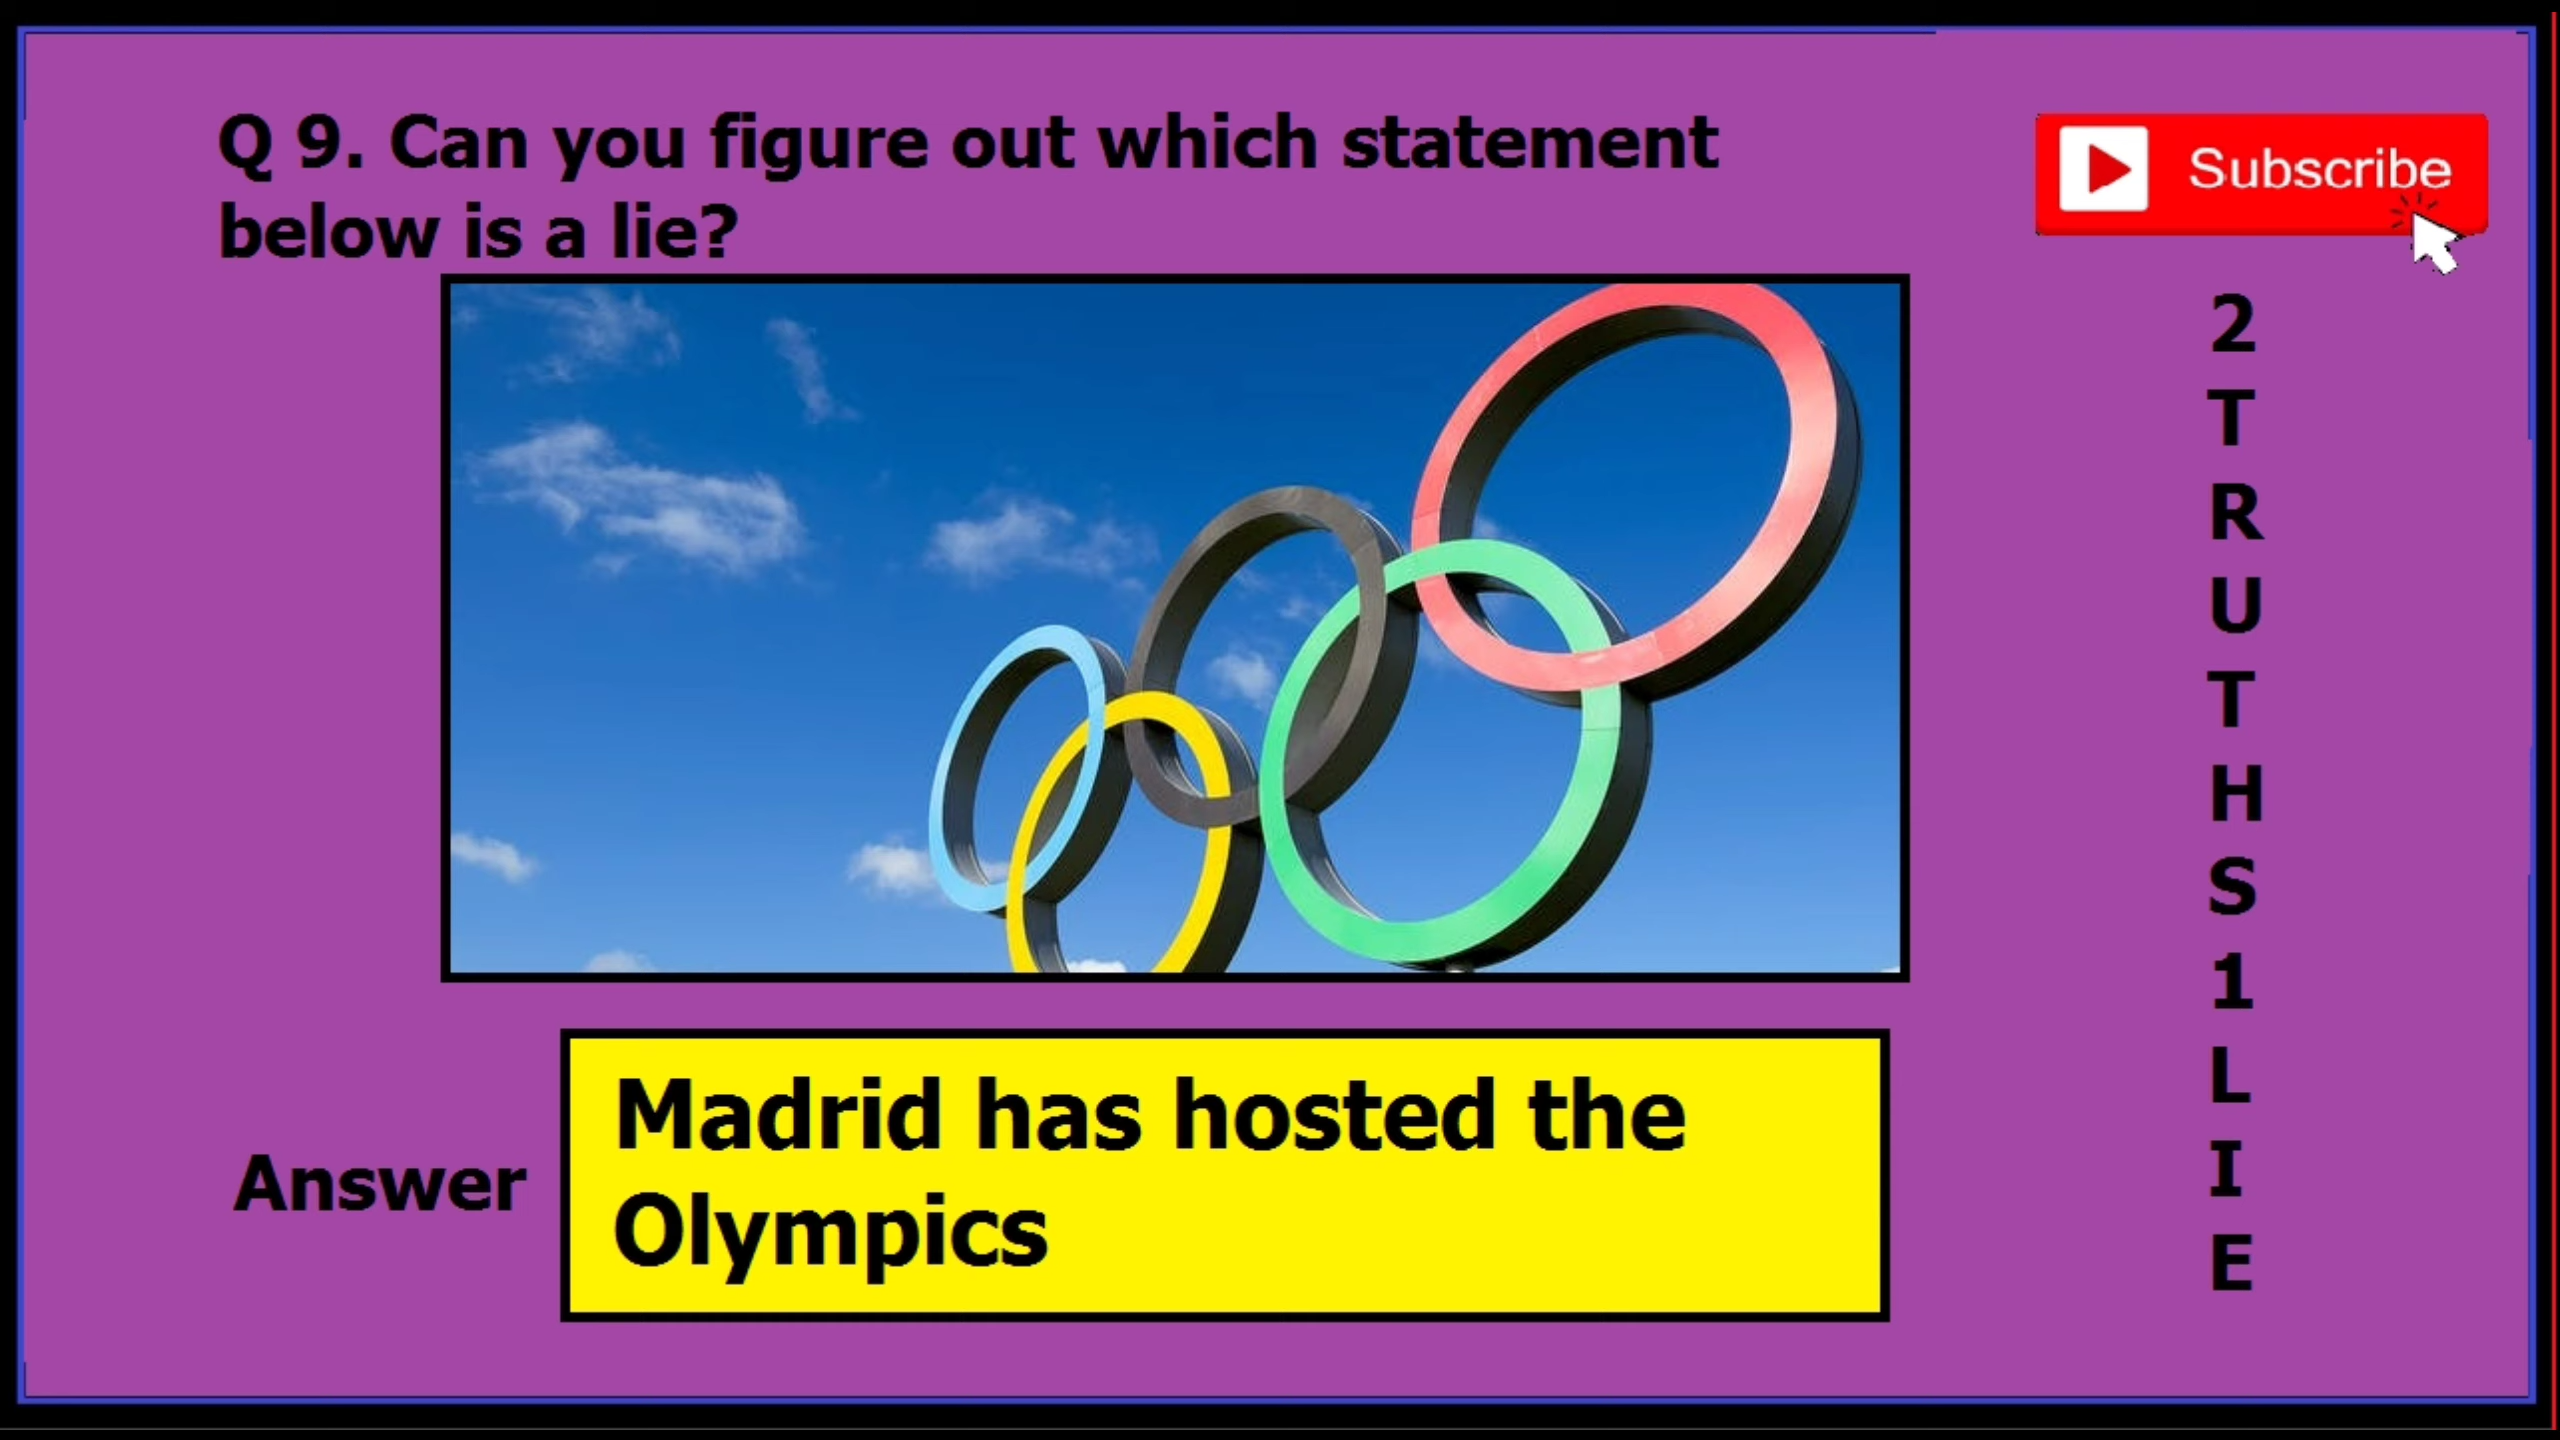 Q 9. Can you figure out which statement
below is a lie?
Subscribe
2
T
R
U
T
H
S
1
L
I
E
Answer
Madrid has hosted the
Olympics